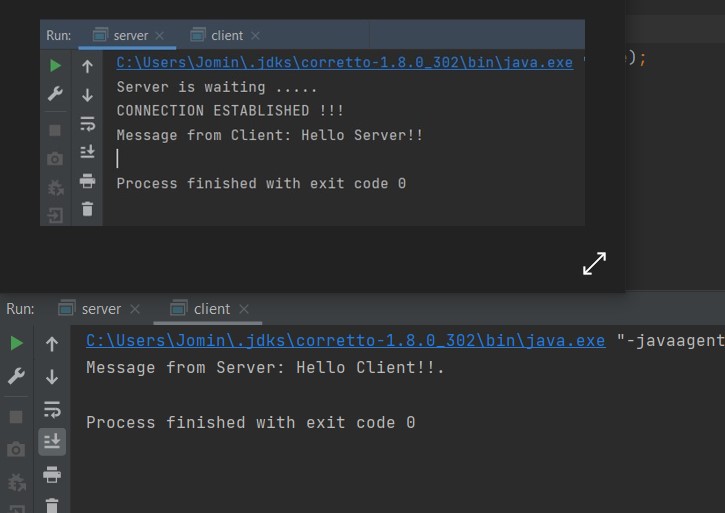 Run: server client
C:\Users\Jomin\.jdks\corretto-1.8.0_302\bin\java.exe "
Server is waiting .....
CONNECTION ESTABLISHED !!!
Message from Client: Hello Server!!
Process finished with exit code 0
);
Run: server client
C:\Users\Jomin\.jdks\corretto-1.8.0_302\bin\java.exe "-javaagent
Message from Server: Hello Client!!.
Process finished with exit code 0